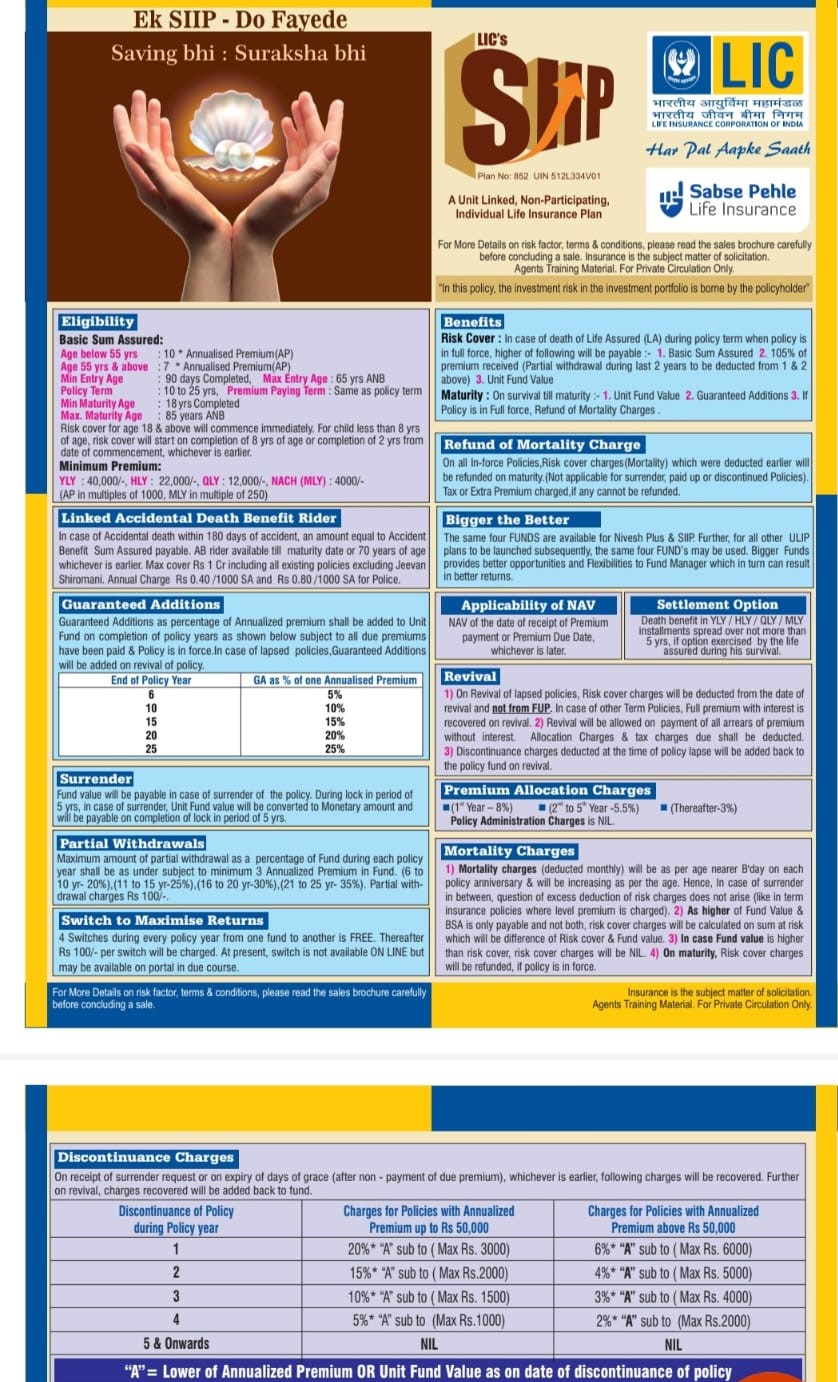 Ek SIIP - Do Fayede
Saving bhi : Suraksha bhi
LIC's
SIIP
Plan No: 852 UIN 512L334V01
A Unit Linked, Non-Participating,
Individual Life Insurance Plan
LIC
भारतीय आयुर्विमा महामंडळ
भारतीय जीवन बीमा निगम
LIFE INSURANCE CORPORATION OF INDIA
Har Pal Aapke Saath
Sabse Pehle
Life Insurance
For More Details on risk factor, terms & conditions, please read the sales brochure carefully
before concluding a sale. Insurance is the subject matter of solicitation.
Agents Training Material. For Private Circulation Only.
"In this policy, the investment risk in the investment portfolio is borne by the policyholder"
Eligibility
Basic Sum Assured:
Age below 55 yrs : 10 * Annualised Premium(AP)
Age 55 yrs & above : 7 * Annualised Premium(AP)
Min Entry Age : 90 days Completed, Max Entry Age : 65 yrs ANB
Policy Term : 10 to 25 yrs, Premium Paying Term : Same as policy term
Min Maturity Age : 18 yrs Completed
Max. Maturity Age : 85 years ANB
Risk cover for age 18 & above will commence immediately. For child less than 8 yrs
of age, risk cover will start on completion of 8 yrs of age or completion of 2 yrs from
date of commencement, whichever is earlier.
Minimum Premium:
YLY : 40,000/-, HLY : 22,000/-, QLY : 12,000/-, NACH (MLY) : 4000/-
(AP in multiples of 1000, MLY in multiple of 250)
Linked Accidental Death Benefit Rider
In case of Accidental death within 180 days of accident, an amount equal to Accident
Benefit Sum Assured payable. AB rider available till maturity date or 70 years of age
whichever is earlier. Max cover Rs 1 Cr including all existing policies excluding Jeevan
Shiromani. Annual Charge Rs 0.40 /1000 SA and Rs 0.80 /1000 SA for Police.
Guaranteed Additions
Guaranteed Additions as percentage of Annualized premium shall be added to Unit
Fund on completion of policy years as shown below subject to all due premiums
have been paid & Policy is in force.In case of lapsed policies,Guaranteed Additions
will be added on revival of policy.
End of Policy Year GA as % of one Annualised Premium
6 5%
10 10%
15 15%
20 20%
25 25%
Surrender
Fund value will be payable in case of surrender of the policy. During lock in period of
5 yrs, in case of surrender, Unit Fund value will be converted to Monetary amount and
will be payable on completion of lock in period of 5 yrs.
Partial Withdrawals
Maximum amount of partial withdrawal as a percentage of Fund during each policy
year shall be as under subject to minimum 3 Annualized Premium in Fund. (6 to
10 yr- 20%),(11 to 15 yr-25%),(16 to 20 yr-30%),(21 to 25 yr- 35%). Partial with-
drawal charges Rs 100/-.
Switch to Maximise Returns
4 Switches during every policy year from one fund to another is FREE. Thereafter
Rs 100/- per switch will be charged. At present, switch is not available ON LINE but
may be available on portal in due course.
Benefits
Risk Cover : In case of death of Life Assured (LA) during policy term when policy is
in full force, higher of following will be payable :- 1. Basic Sum Assured 2. 105% of
premium received (Partial withdrawal during last 2 years to be deducted from 1 & 2
above) 3. Unit Fund Value
Maturity : On survival till maturity :- 1. Unit Fund Value 2. Guaranteed Additions 3. If
Policy is in Full force, Refund of Mortality Charges .
Refund of Mortality Charge
On all In-force Policies,Risk cover charges(Mortality) which were deducted earlier will
be refunded on maturity.(Not applicable for surrender, paid up or discontinued Policies).
Tax or Extra Premium charged,if any cannot be refunded.
Bigger the Better
The same four FUNDS are available for Nivesh Plus & SIIP. Further, for all other ULIP
plans to be launched subsequently, the same four FUND's may be used. Bigger Funds
provides better opportunities and Flexibilities to Fund Manager which in turn can result
in better returns.
Applicability of NAV
NAV of the date of receipt of Premium
payment or Premium Due Date,
whichever is later.
Settlement Option
Death benefit in YLY / HLY / QLY / MLY
installments spread over not more than
5 yrs, if option exercised by the life
assured during his survival.
Revival
1) On Revival of lapsed policies, Risk cover charges will be deducted from the date of
revival and not from FUP. In case of other Term Policies, Full premium with interest is
recovered on revival. 2) Revival will be allowed on payment of all arrears of premium
without interest. Allocation Charges & tax charges due shall be deducted.
3) Discontinuance charges deducted at the time of policy lapse will be added back to
the policy fund on revival.
Premium Allocation Charges
■ (1st Year – 8%) ■ (2nd to 5th Year -5.5%) ■ (Thereafter-3%)
Policy Administration Charges is NIL.
Mortality Charges
1) Mortality charges (deducted monthly) will be as per age nearer B'day on each
policy anniversary & will be increasing as per the age. Hence, In case of surrender
in between, question of excess deduction of risk charges does not arise (like in term
insurance policies where level premium is charged). 2) As higher of Fund Value &
BSA is only payable and not both, risk cover charges will be calculated on sum at risk
which will be difference of Risk cover & Fund value. 3) In case Fund value is higher
than risk cover, risk cover charges will be NIL. 4) On maturity, Risk cover charges
will be refunded, if policy is in force.
For More Details on risk factor, terms & conditions, please read the sales brochure carefully
before concluding a sale.
Insurance is the subject matter of solicitation.
Agents Training Material. For Private Circulation Only.
Discontinuance Charges
On receipt of surrender request or on expiry of days of grace (after non - payment of due premium), whichever is earlier, following charges will be recovered. Further
on revival, charges recovered will be added back to fund.
Discontinuance of Policy during Policy year Charges for Policies with Annualized Premium up to Rs 50,000 Charges for Policies with Annualized Premium above Rs 50,000
1 20%* "A" sub to ( Max Rs. 3000) 6%* "A" sub to ( Max Rs. 6000)
2 15%* "A" sub to ( Max Rs.2000) 4%* "A" sub to ( Max Rs. 5000)
3 10%* "A" sub to ( Max Rs. 1500) 3%* "A" sub to ( Max Rs. 4000)
4 5%* "A" sub to (Max Rs.1000) 2%* "A" sub to (Max Rs.2000)
5 & Onwards NIL NIL
"A"= Lower of Annualized Premium OR Unit Fund Value as on date of discontinuance of policy